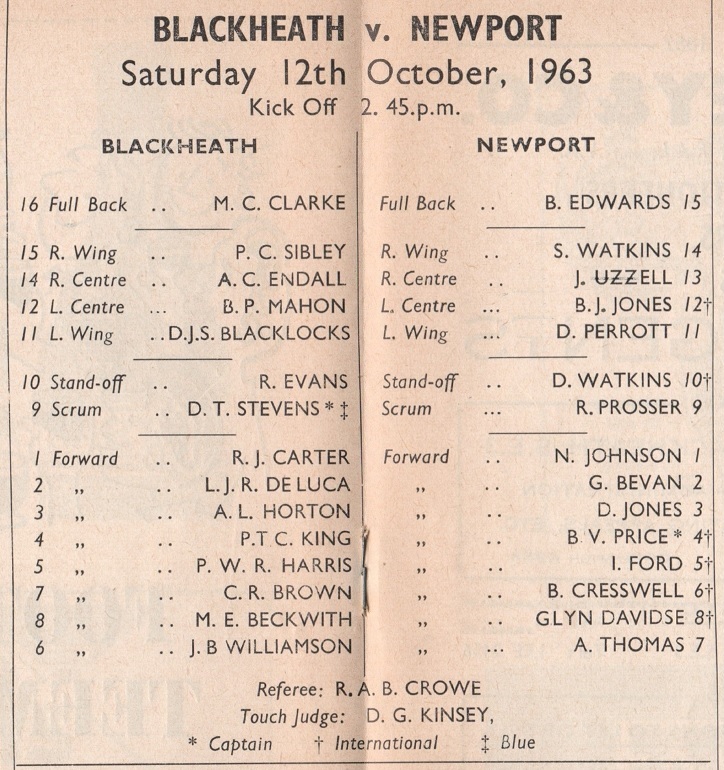 BLACKHEATH v. NEWPORT
Saturday 12th October, 1963
Kick Off 2. 45.p.m.
BLACKHEATH NEWPORT
16 Full Back .. M. C. CLARKE Full Back .. B. EDWARDS 15
15 R. Wing .. P. C. SIBLEY R. Wing .. S. WATKINS 14
14 R. Centre .. A. C. ENDALL R. Centre .. J. UZZELL 13
12 L. Centre ... B. P. MAHON L. Centre ... B. J. JONES 12†
11 L. Wing .. D.J.S. BLACKLOCKS L. Wing ... D. PERROTT 11
10 Stand-off .. R. EVANS Stand-off .. D. WATKINS 10†
9 Scrum .. D. T. STEVENS * ‡ Scrum ... R. PROSSER 9
1 Forward .. R. J. CARTER Forward .. N. JOHNSON 1
2 „ .. L. J. R. DE LUCA „ .. G. BEVAN 2
3 „ .. A. L. HORTON „ .. D. JONES 3
4 „ .. P.T C. KING „ .. B V. PRICE * 4†
5 „ .. P. W. R. HARRIS „ .. I. FORD 5†
7 „ .. C. R. BROWN „ .. B. CRESSWELL 6†
8 „ .. M. E. BECKWITH „ .. GLYN DAVIDSE 8†
6 „ .. J. B WILLIAMSON „ ... A. THOMAS 7
Referee: R. A. B. CROWE
Touch Judge: D. G. KINSEY,
* Captain † International ‡ Blue